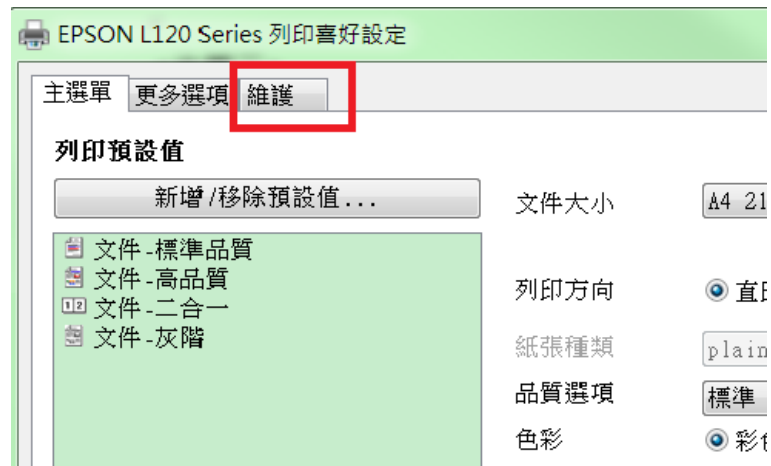 EPSON L120 Series 列印喜好設定
主選單 更多選項 維護
列印預設值
新增/移除預設值...
文件大小 A4 21
文件-標準品質
文件-高品質
列印方向
12 文件-二合一
文件-灰階
紙張種類 plain
品質選項 標準
色彩